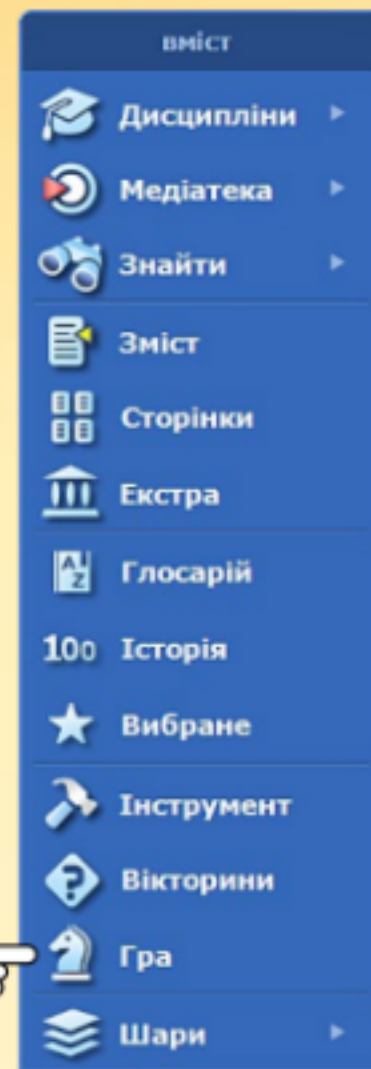 вміст
Дисципліни
Медіатека
Знайти
Зміст
Сторінки
Екстра
A Z
Глосарій
100 Історія
Вибране
Інструмент
?
Вікторини
Гра
Шари